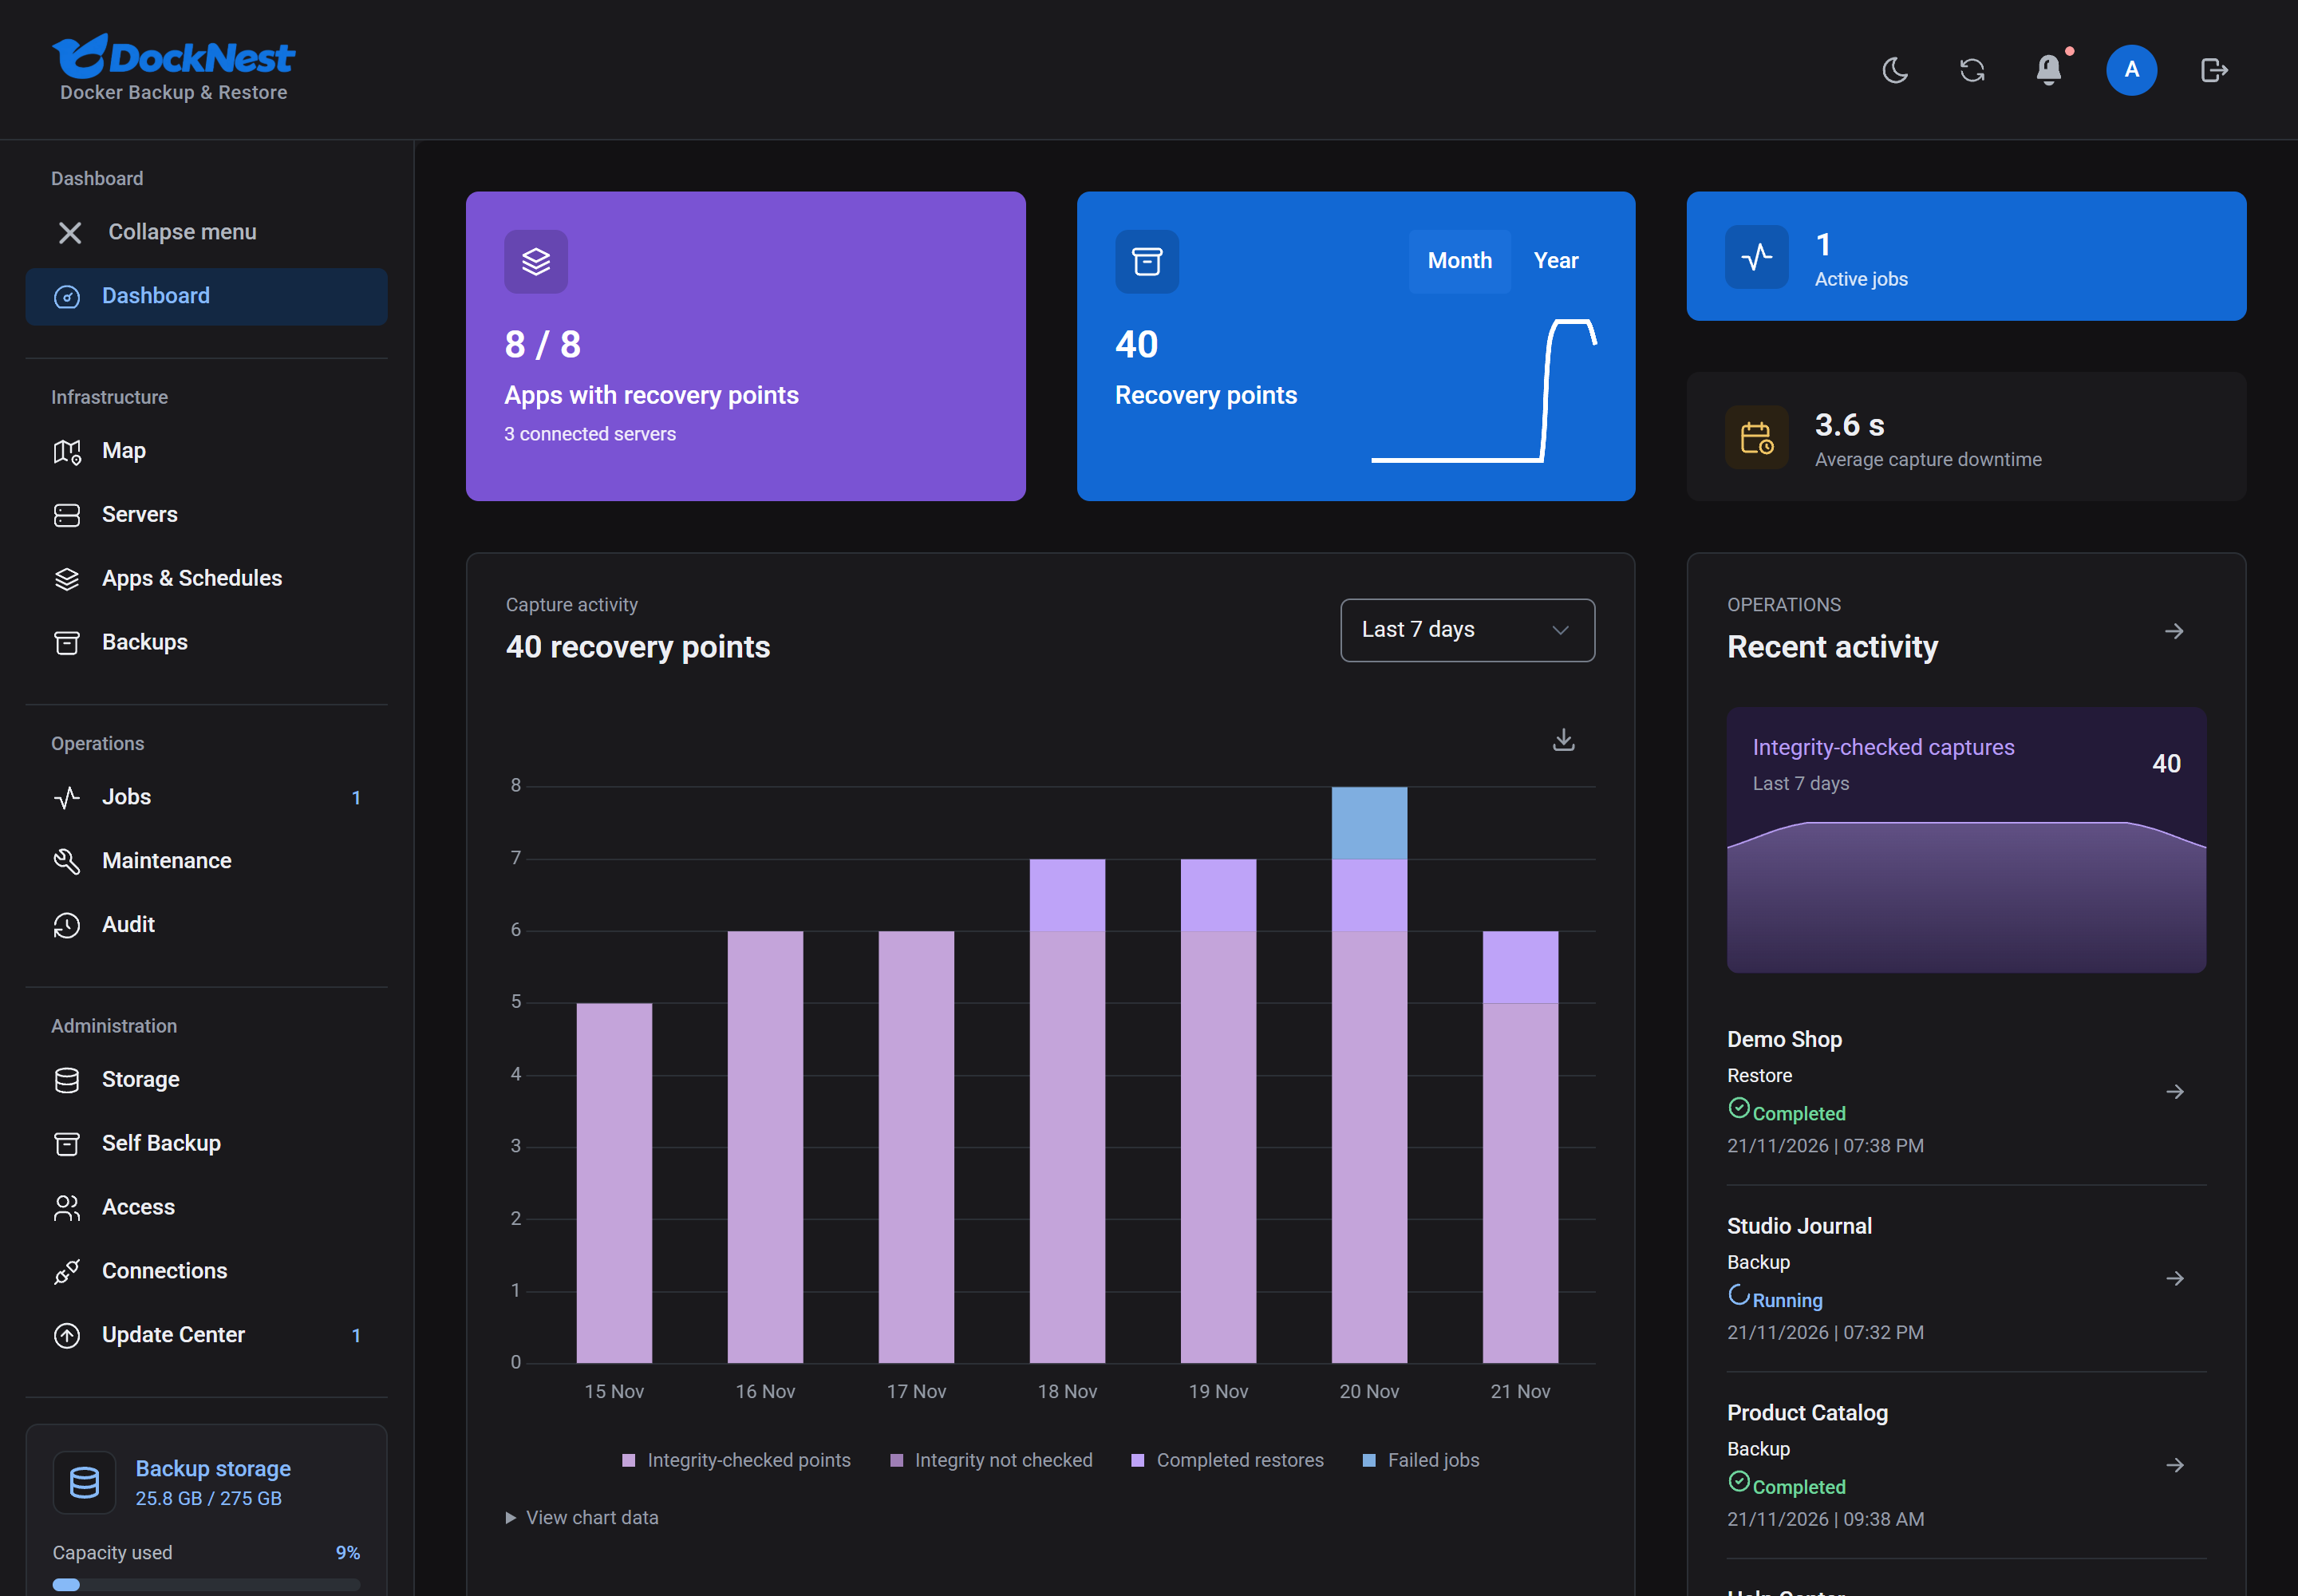 DockNest
Docker Backup & Restore
A
Dashboard
Collapse menu
Dashboard
Infrastructure
Map
Servers
Apps & Schedules
Backups
Operations
Jobs 1
Maintenance
Audit
Administration
Storage
Self Backup
Access
Connections
Update Center 1
Backup storage
25.8 GB / 275 GB
Capacity used 9%
8 / 8
Apps with recovery points
3 connected servers
Month Year
40
Recovery points
1
Active jobs
3.6 s
Average capture downtime
Capture activity
40 recovery points
Last 7 days
8
7
6
5
4
3
2
1
0
15 Nov 16 Nov 17 Nov 18 Nov 19 Nov 20 Nov 21 Nov
Integrity-checked points Integrity not checked Completed restores Failed jobs
View chart data
OPERATIONS
Recent activity
Integrity-checked captures
40
Last 7 days
Demo Shop
Restore
Completed
21/11/2026 | 07:38 PM
Studio Journal
Backup
Running
21/11/2026 | 07:32 PM
Product Catalog
Backup
Completed
21/11/2026 | 09:38 AM